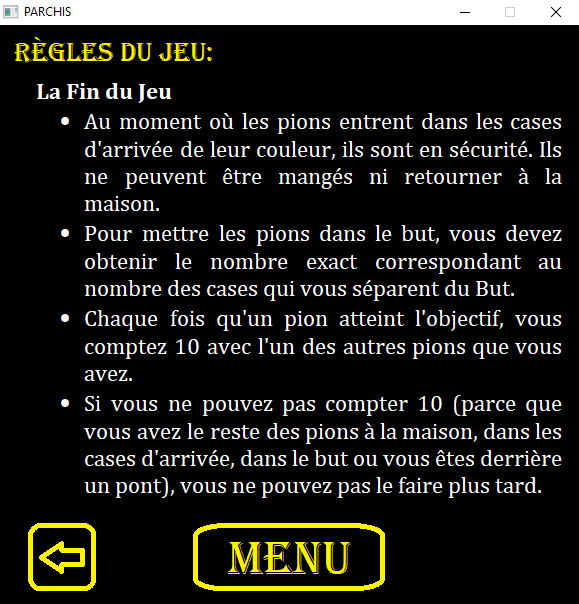 PARCHIS
RÈGLES DU JEU:
La Fin du Jeu
• Au moment où les pions entrent dans les cases
d'arrivée de leur couleur, ils sont en sécurité. Ils
ne peuvent être mangés ni retourner à la
maison.
• Pour mettre les pions dans le but, vous devez
obtenir le nombre exact correspondant au
nombre des cases qui vous séparent du But.
• Chaque fois qu'un pion atteint l'objectif, vous
comptez 10 avec l'un des autres pions que vous
avez.
• Si vous ne pouvez pas compter 10 (parce que
vous avez le reste des pions à la maison, dans les
cases d'arrivée, dans le but ou vous êtes derrière
un pont), vous ne pouvez pas le faire plus tard.
MENU